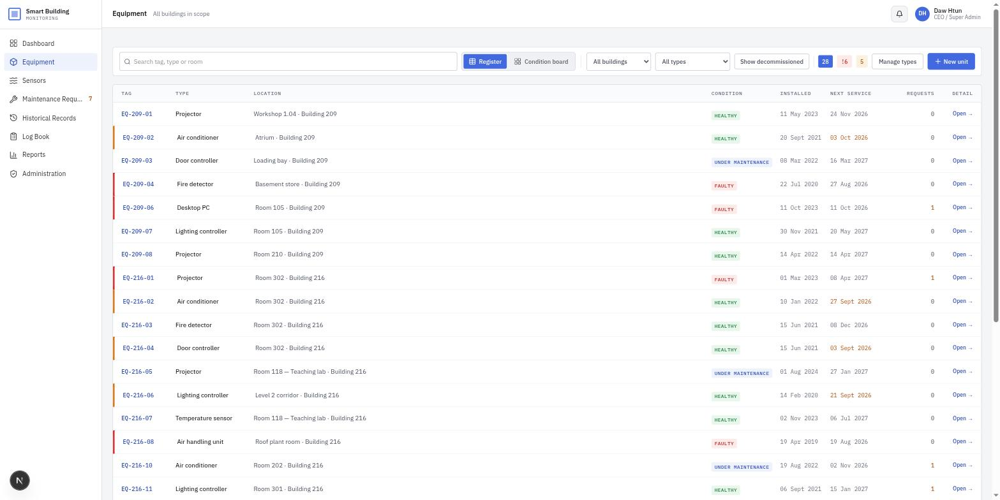 Smart Building
MONITORING
Equipment All buildings in scope
DH Daw Htun
CEO / Super Admin
Dashboard
Equipment
Sensors
Maintenance Requ... 7
Historical Records
Log Book
Reports
Administration
N
Search tag, type or room Register Condition board All buildings All types Show decommissioned 28 !6 5 Manage types + New unit
TAG TYPE LOCATION CONDITION INSTALLED NEXT SERVICE REQUESTS DETAIL
EQ-209-01 Projector Workshop 1.04 · Building 209 HEALTHY 11 May 2023 24 Nov 2026 0 Open →
EQ-209-02 Air conditioner Atrium · Building 209 HEALTHY 20 Sept 2021 03 Oct 2026 0 Open →
EQ-209-03 Door controller Loading bay · Building 209 UNDER MAINTENANCE 08 Mar 2022 16 Mar 2027 0 Open →
EQ-209-04 Fire detector Basement store · Building 209 FAULTY 22 Jul 2020 27 Aug 2026 0 Open →
EQ-209-06 Desktop PC Room 105 · Building 209 FAULTY 11 Oct 2023 11 Oct 2026 1 Open →
EQ-209-07 Lighting controller Room 105 · Building 209 HEALTHY 30 Nov 2021 20 May 2027 0 Open →
EQ-209-08 Projector Room 210 · Building 209 HEALTHY 14 Apr 2022 14 Apr 2027 0 Open →
EQ-216-01 Projector Room 302 · Building 216 FAULTY 01 Mar 2023 08 Apr 2027 1 Open →
EQ-216-02 Air conditioner Room 302 · Building 216 HEALTHY 10 Jan 2022 27 Sept 2026 0 Open →
EQ-216-03 Fire detector Room 302 · Building 216 HEALTHY 15 Jun 2021 08 Dec 2026 0 Open →
EQ-216-04 Door controller Room 302 · Building 216 HEALTHY 15 Jun 2021 03 Sept 2026 0 Open →
EQ-216-05 Projector Room 118 — Teaching lab · Building 216 UNDER MAINTENANCE 01 Aug 2024 27 Jan 2027 0 Open →
EQ-216-06 Lighting controller Level 2 corridor · Building 216 HEALTHY 14 Feb 2020 21 Sept 2026 0 Open →
EQ-216-07 Temperature sensor Room 118 — Teaching lab · Building 216 HEALTHY 02 Nov 2023 06 Jul 2027 0 Open →
EQ-216-08 Air handling unit Roof plant room · Building 216 FAULTY 19 Apr 2019 19 Aug 2026 0 Open →
EQ-216-10 Air conditioner Room 202 · Building 216 UNDER MAINTENANCE 19 Aug 2022 02 Nov 2026 1 Open →
EQ-216-11 Lighting controller Room 301 · Building 216 HEALTHY 06 Sept 2021 15 Jan 2027 1 Open →